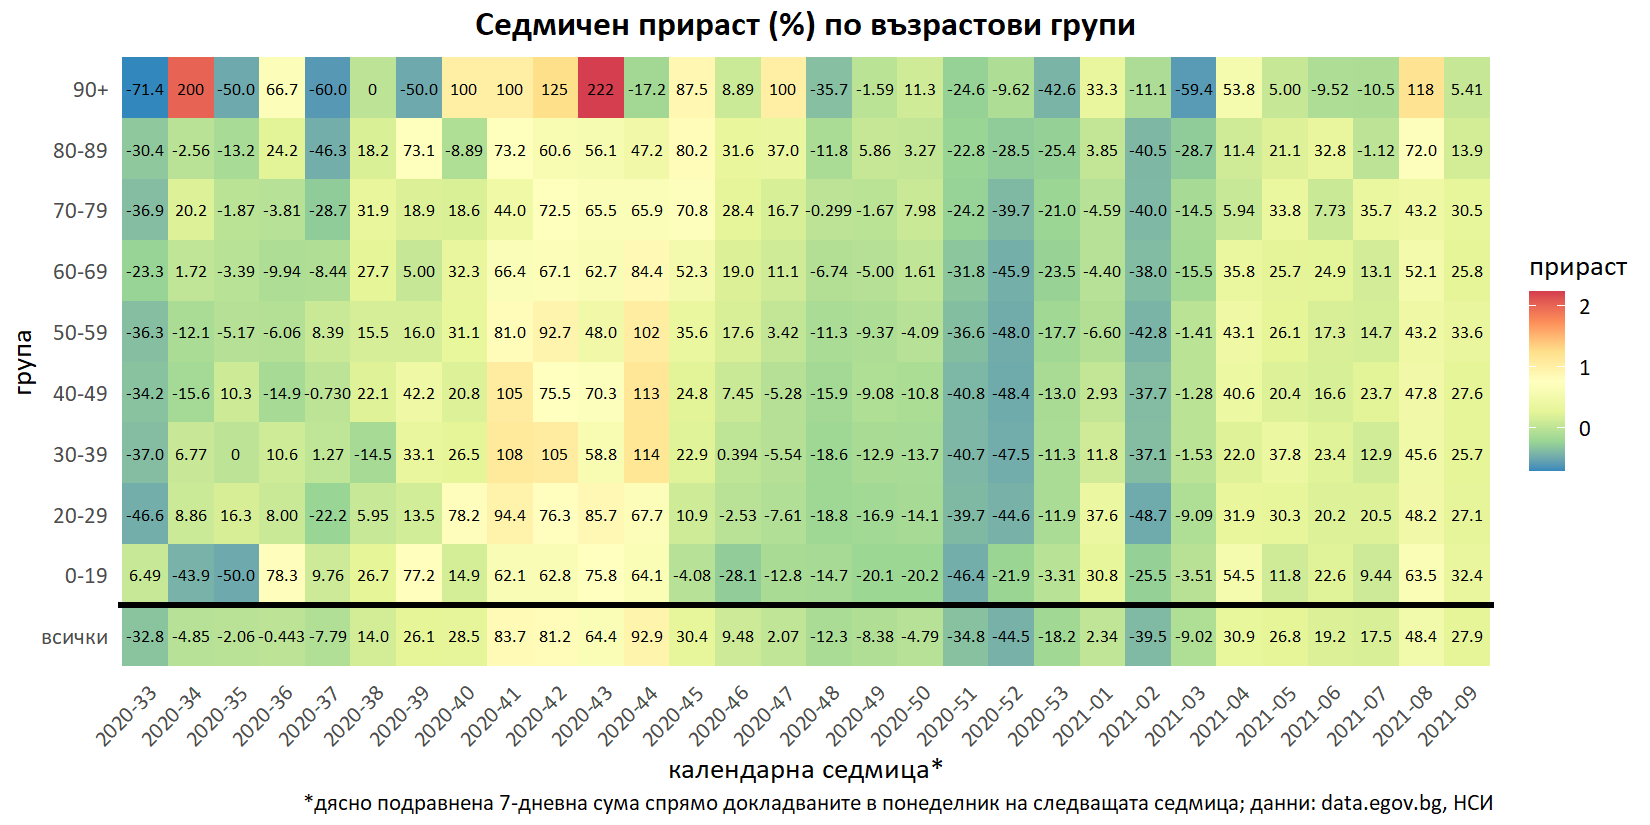 Седмичен прираст (%) по възрастови групи
90+ -71.4 200 -50.0 66.7 -60.0 0 -50.0 100 100 125 222 -17.2 87.5 8.89 100 -35.7 -1.59 11.3 -24.6 -9.62 -42.6 33.3 -11.1 -59.4 53.8 5.00 -9.52 -10.5 118 5.41
80-89 -30.4 -2.56 -13.2 24.2 -46.3 18.2 73.1 -8.89 73.2 60.6 56.1 47.2 80.2 31.6 37.0 -11.8 5.86 3.27 -22.8 -28.5 -25.4 3.85 -40.5 -28.7 11.4 21.1 32.8 -1.12 72.0 13.9
70-79 -36.9 20.2 -1.87 -3.81 -28.7 31.9 18.9 18.6 44.0 72.5 65.5 65.9 70.8 28.4 16.7 -0.299 -1.67 7.98 -24.2 -39.7 -21.0 -4.59 -40.0 -14.5 5.94 33.8 7.73 35.7 43.2 30.5
60-69 -23.3 1.72 -3.39 -9.94 -8.44 27.7 5.00 32.3 66.4 67.1 62.7 84.4 52.3 19.0 11.1 -6.74 -5.00 1.61 -31.8 -45.9 -23.5 -4.40 -38.0 -15.5 35.8 25.7 24.9 13.1 52.1 25.8
50-59 -36.3 -12.1 -5.17 -6.06 8.39 15.5 16.0 31.1 81.0 92.7 48.0 102 35.6 17.6 3.42 -11.3 -9.37 -4.09 -36.6 -48.0 -17.7 -6.60 -42.8 -1.41 43.1 26.1 17.3 14.7 43.2 33.6
40-49 -34.2 -15.6 10.3 -14.9 -0.730 22.1 42.2 20.8 105 75.5 70.3 113 24.8 7.45 -5.28 -15.9 -9.08 -10.8 -40.8 -48.4 -13.0 2.93 -37.7 -1.28 40.6 20.4 16.6 23.7 47.8 27.6
30-39 -37.0 6.77 0 10.6 1.27 -14.5 33.1 26.5 108 105 58.8 114 22.9 0.394 -5.54 -18.6 -12.9 -13.7 -40.7 -47.5 -11.3 11.8 -37.1 -1.53 22.0 37.8 23.4 12.9 45.6 25.7
20-29 -46.6 8.86 16.3 8.00 -22.2 5.95 13.5 78.2 94.4 76.3 85.7 67.7 10.9 -2.53 -7.61 -18.8 -16.9 -14.1 -39.7 -44.6 -11.9 37.6 -48.7 -9.09 31.9 30.3 20.2 20.5 48.2 27.1
0-19 6.49 -43.9 -50.0 78.3 9.76 26.7 77.2 14.9 62.1 62.8 75.8 64.1 -4.08 -28.1 -12.8 -14.7 -20.1 -20.2 -46.4 -21.9 -3.31 30.8 -25.5 -3.51 54.5 11.8 22.6 9.44 63.5 32.4
всички -32.8 -4.85 -2.06 -0.443 -7.79 14.0 26.1 28.5 83.7 81.2 64.4 92.9 30.4 9.48 2.07 -12.3 -8.38 -4.79 -34.8 -44.5 -18.2 2.34 -39.5 -9.02 30.9 26.8 19.2 17.5 48.4 27.9
2020-33 2020-34 2020-35 2020-36 2020-37 2020-38 2020-39 2020-40 2020-41 2020-42 2020-43 2020-44 2020-45 2020-46 2020-47 2020-48 2020-49 2020-50 2020-51 2020-52 2020-53 2021-01 2021-02 2021-03 2021-04 2021-05 2021-06 2021-07 2021-08 2021-09
група
календарна седмица*
*дясно подравнена 7-дневна сума спрямо докладваните в понеделник на следващата седмица; данни: data.egov.bg, НСИ
прираст
2
1
0